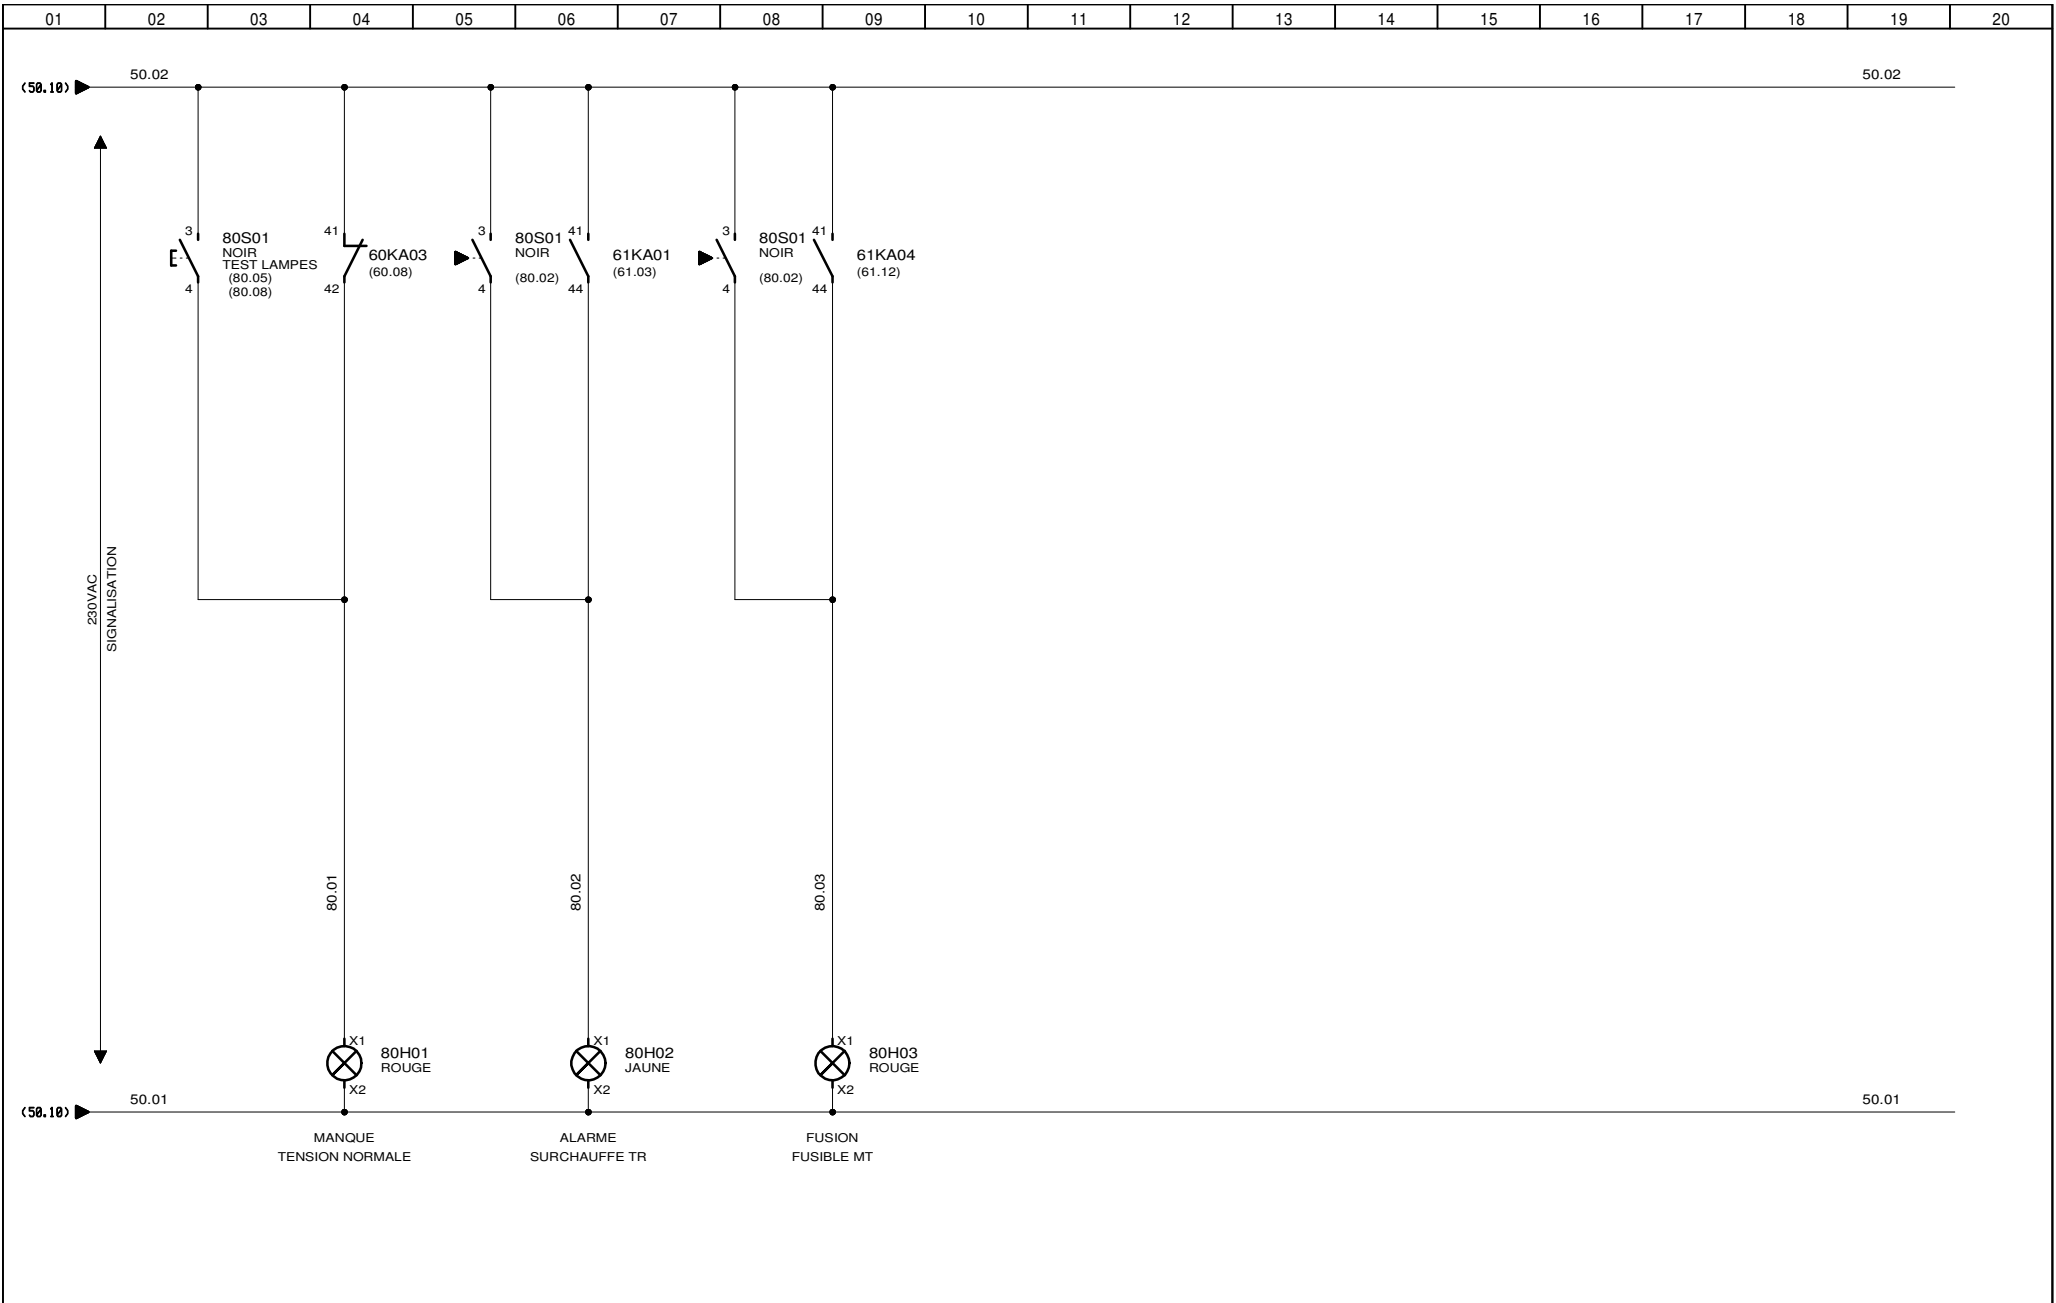 01 02 03 04 05 06 07 08 09 10 11 12 13 14 15 16 17 18 19 20
50.02 50.02
(50.10)
3 80S01 41 3 80S01 41 3 80S01 41
NOIR 60KA03 NOIR 61KA01 NOIR 61KA04
TEST LAMPES (60.08) (61.03) (61.12)
(80.05) (80.02) (80.02)
4 (80.08) 42 4 44 4 44
230VAC
SIGNALISATION
80.01 80.02 80.03
X1 X1 X1
80H01 80H02 80H03
ROUGE JAUNE ROUGE
X2 X2 X2
50.01 50.01
(50.10)
MANQUE ALARME FUSION
TENSION NORMALE SURCHAUFFE TR FUSIBLE MT